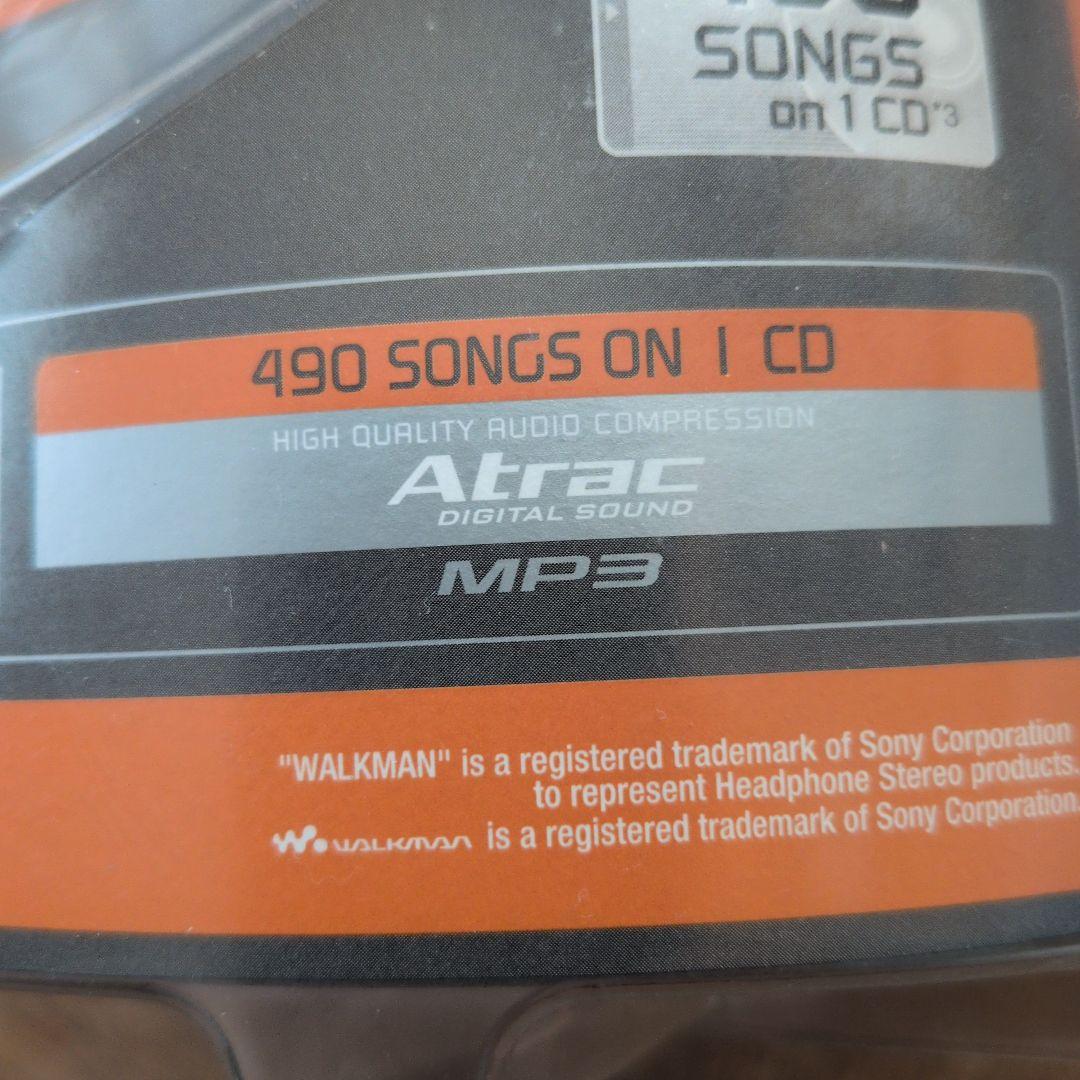 SONGS
on 1 CD*3
490 SONGS ON 1 CD
HIGH QUALITY AUDIO COMPRESSION
Atrac
DIGITAL SOUND
MP3
"WALKMAN" is a registered trademark of Sony Corporation
to represent Headphone Stereo products.
W. WALKMAN is a registered trademark of Sony Corporation.